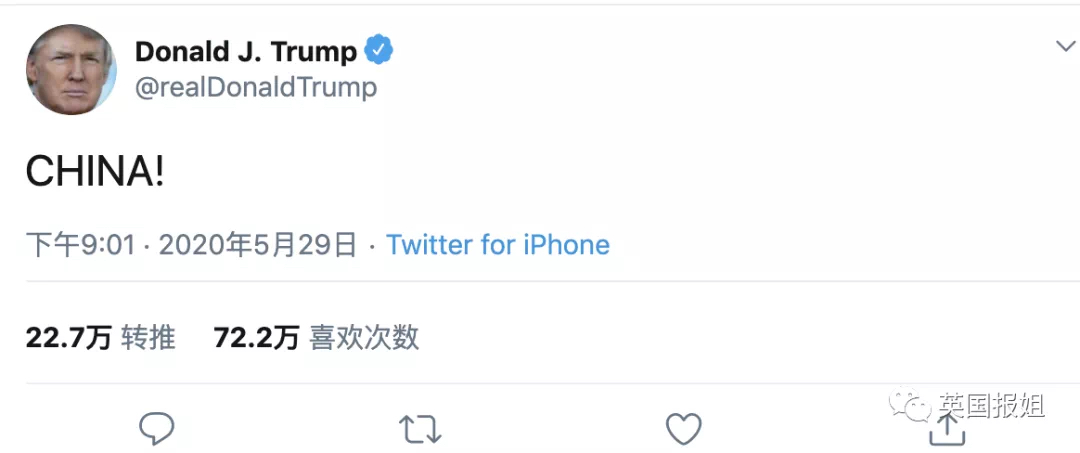 Donald J. Trump
@realDonaldTrump
CHINA!
下午9:01 · 2020年5月29日 · Twitter for iPhone
22.7万 转推 72.2万 喜欢次数
英国报姐